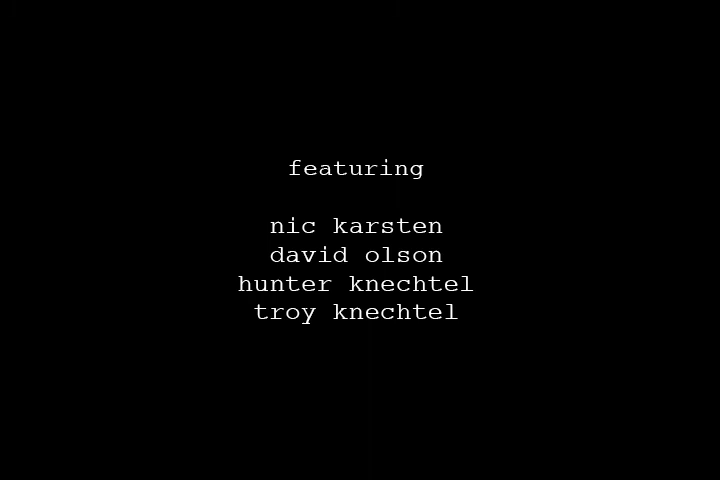 featuring
nic karsten
david olson
hunter knechtel
troy knechtel